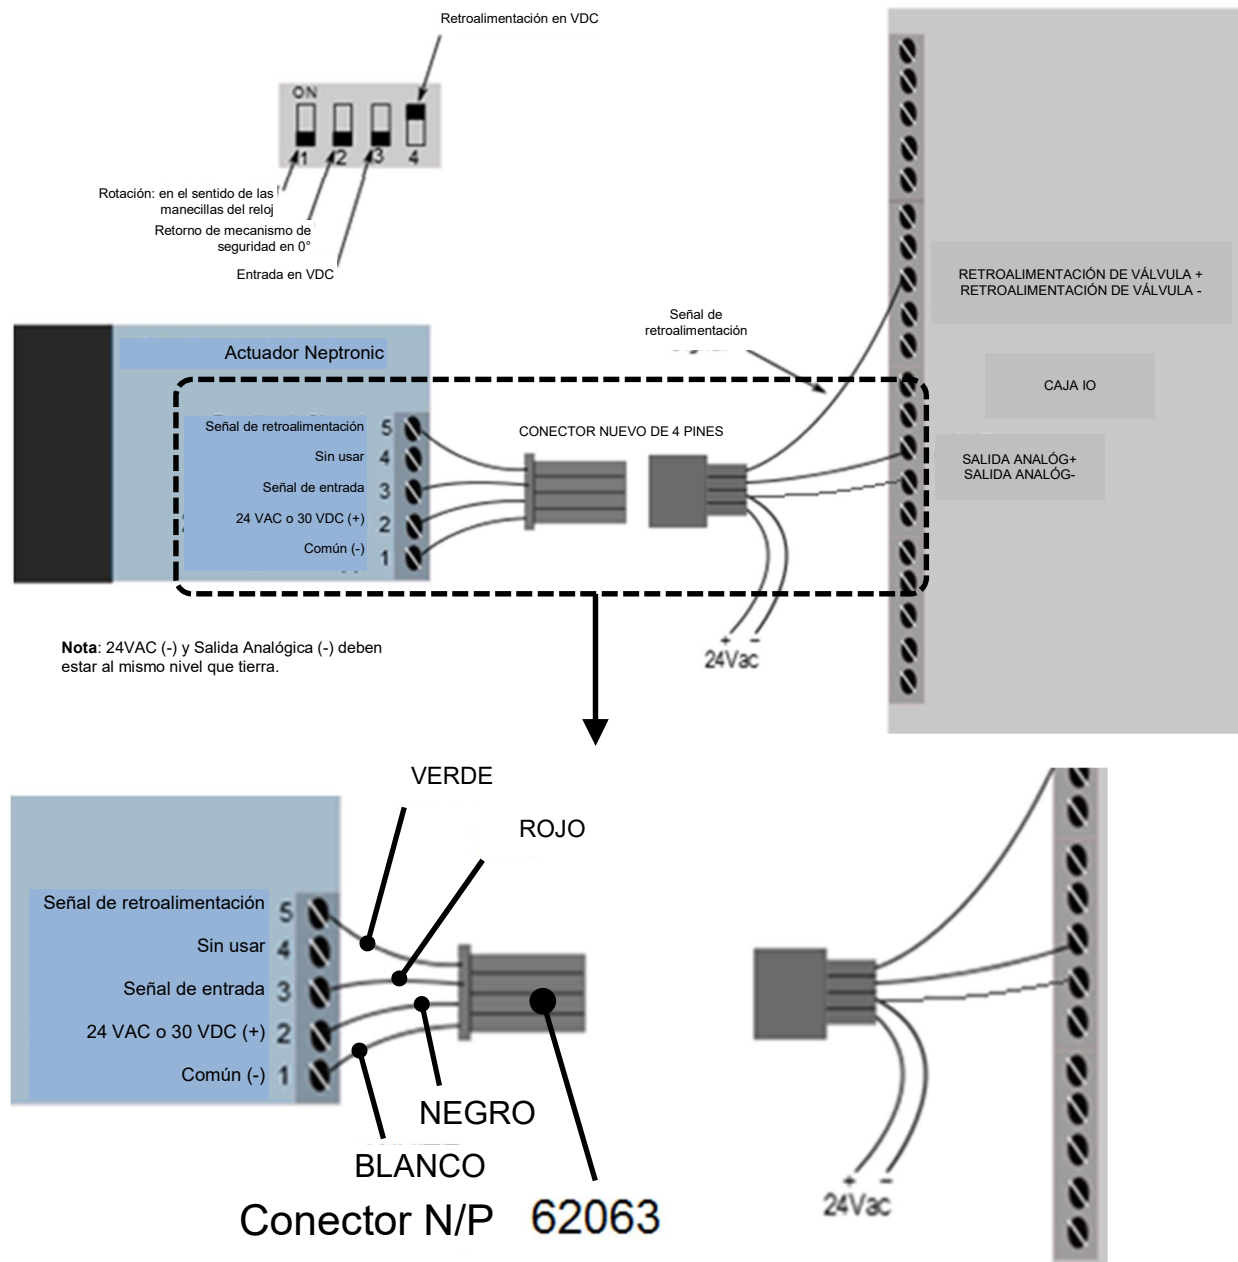 Retroalimentación en VDC
ON
1 2 3 4
Rotación: en el sentido de las
manecillas del reloj
Retorno de mecanismo de
seguridad en 0°
Entrada en VDC
RETROALIMENTACIÓN DE VÁLVULA +
RETROALIMENTACIÓN DE VÁLVULA -
Señal de
retroalimentación
Actuador Neptronic
CAJA IO
Señal de retroalimentación 5
Sin usar 4
Señal de entrada 3
24 VAC o 30 VDC (+) 2
Común (-) 1
CONECTOR NUEVO DE 4 PINES
SALIDA ANALÓG+
SALIDA ANALÓG-
+ -
24Vac
Nota: 24VAC (-) y Salida Analógica (-) deben
estar al mismo nivel que tierra.
VERDE
ROJO
Señal de retroalimentación 5
Sin usar 4
Señal de entrada 3
24 VAC o 30 VDC (+) 2
Común (-) 1
NEGRO
BLANCO
+ -
24Vac
Conector N/P 62063